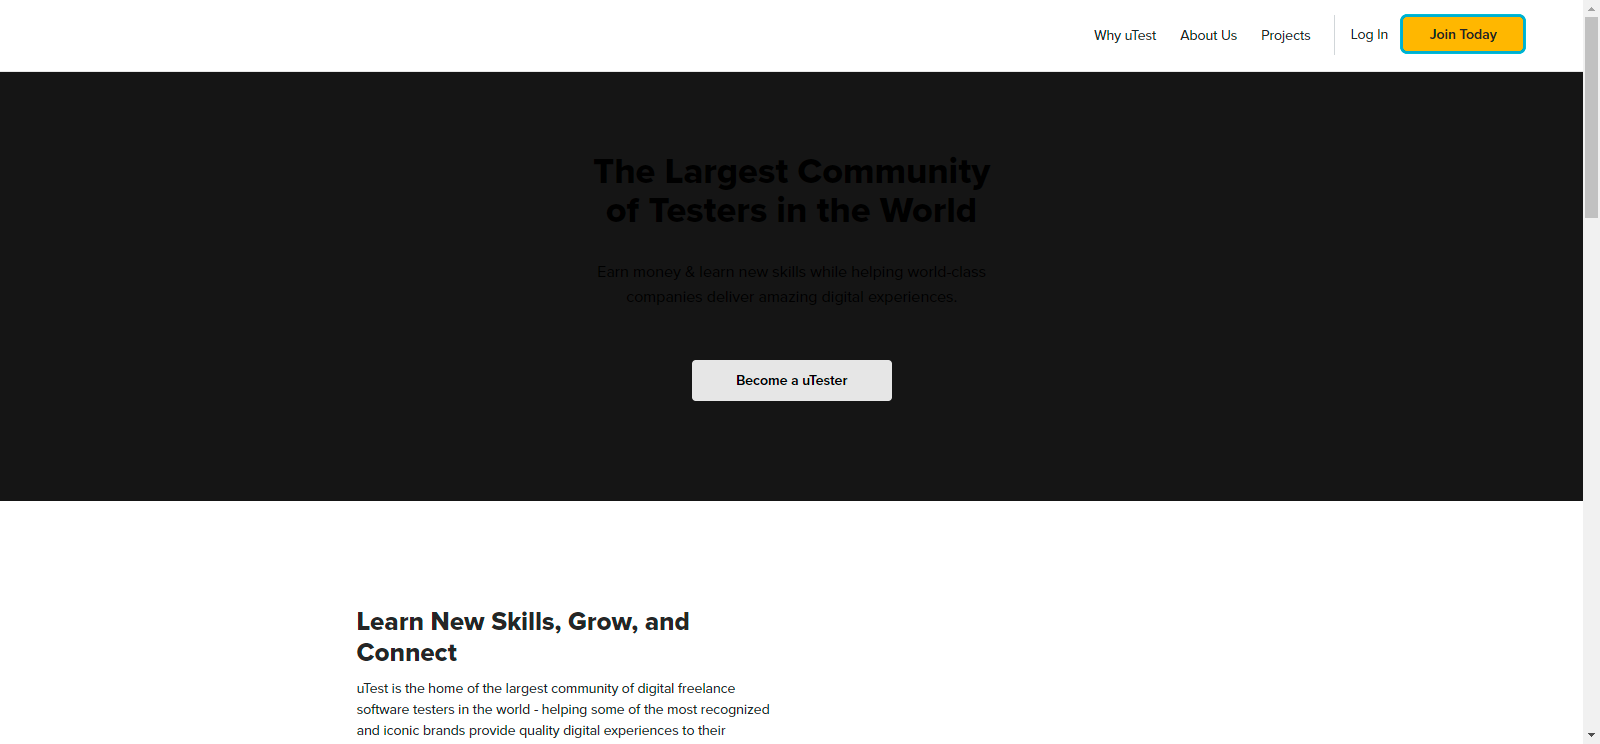 Why uTest
About Us
Projects
Log In
Join Today
The Largest Community
of Testers in the World
Earn money & learn new skills while helping world-class
companies deliver amazing digital experiences.
Become a uTester
Learn New Skills, Grow, and
Connect
uTest is the home of the largest community of digital freelance
software testers in the world - helping some of the most recognized
and iconic brands provide quality digital experiences to their